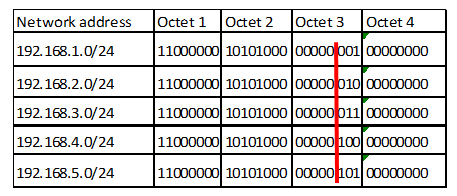 Network address Octet 1 Octet 2 Octet 3 Octet 4
192.168.1.0/24 11000000 10101000 00000001 00000000
192.168.2.0/24 11000000 10101000 00000010 00000000
192.168.3.0/24 11000000 10101000 00000011 00000000
192.168.4.0/24 11000000 10101000 00000100 00000000
192.168.5.0/24 11000000 10101000 00000101 00000000